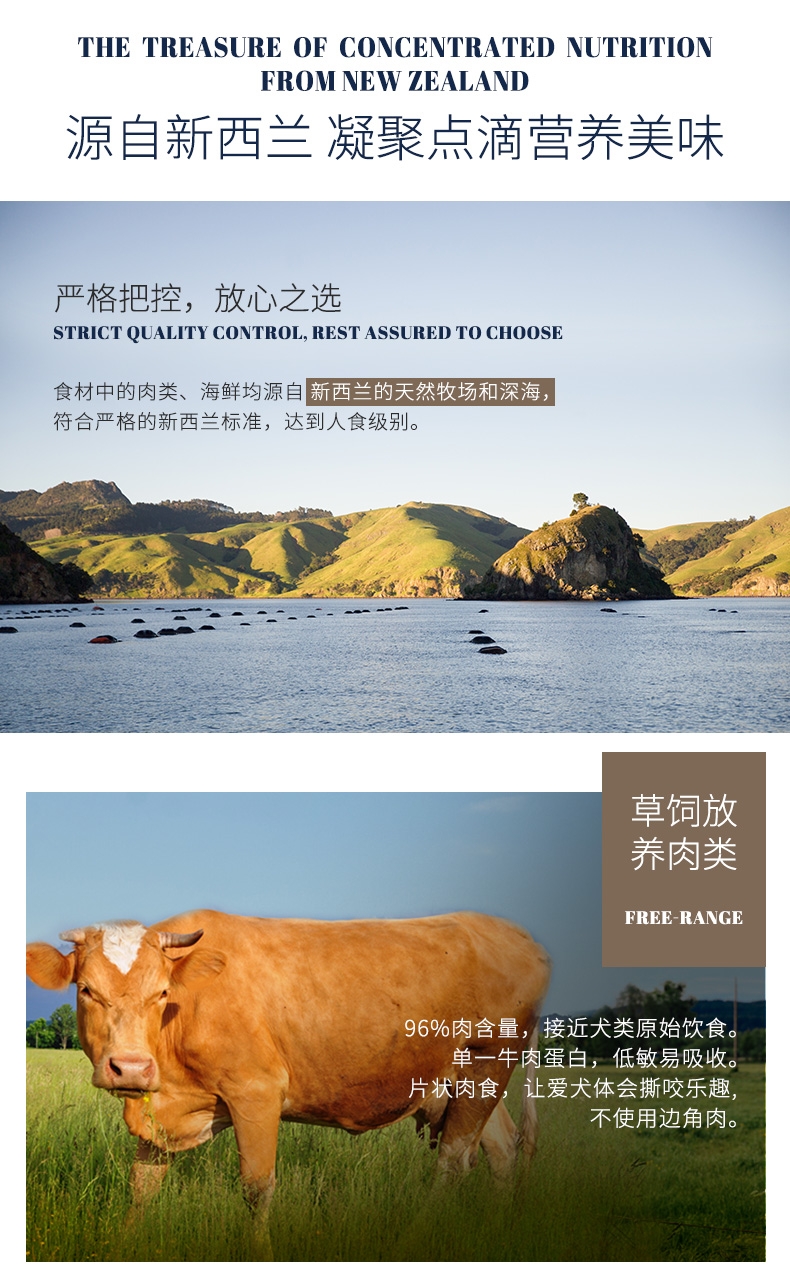 THE TREASURE OF CONCENTRATED NUTRITION
FROM NEW ZEALAND
源自新西兰 凝聚点滴营养美味
严格把控，放心之选
STRICT QUALITY CONTROL, REST ASSURED TO CHOOSE
食材中的肉类、海鲜均源自新西兰的天然牧场和深海，
符合严格的新西兰标准，达到人食级别。
草饲放
养肉类
FREE-RANGE
96%肉含量，接近犬类原始饮食。
单一牛肉蛋白，低敏易吸收。
片状肉食，让爱犬体会撕咬乐趣,
不使用边角肉。